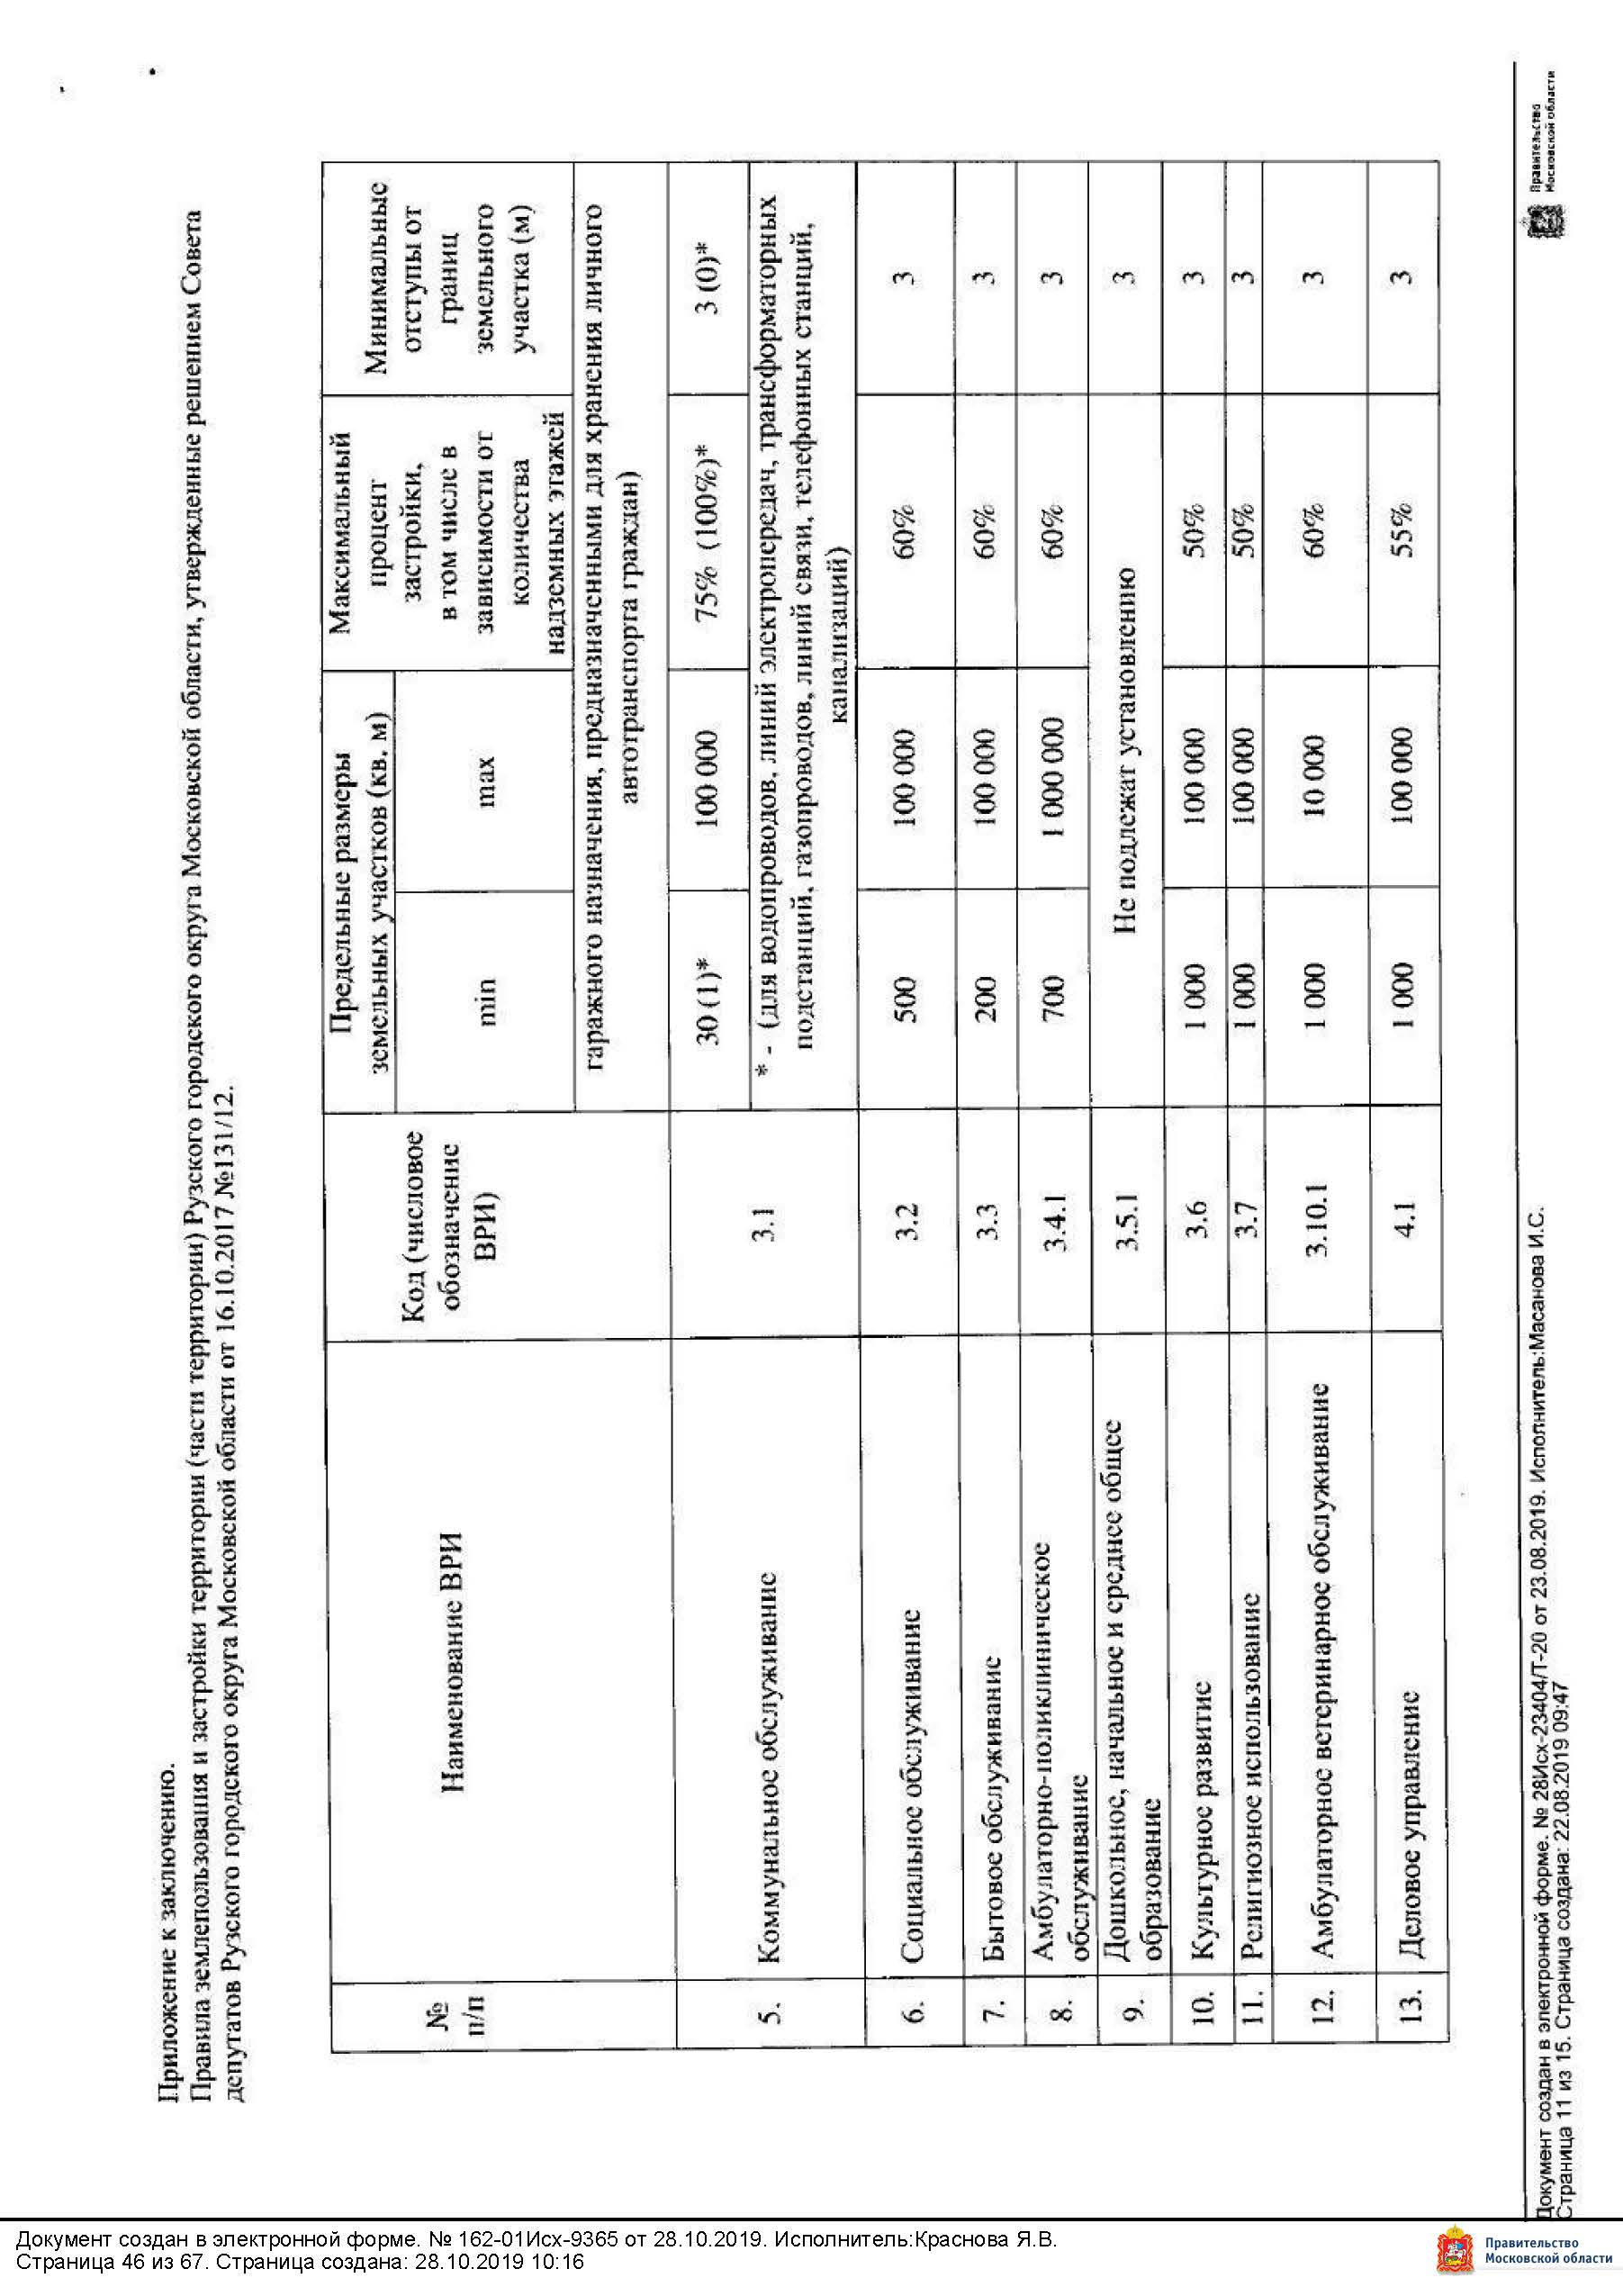 Приложение к заключению.
Правила землепользования и застройки территории (части территории) Рузского городского округа Московской области, утвержденные решением Совета
депутатов Рузского городского округа Московской области от 16.10.2017 №131/12.
№
п/п
Наименование ВРИ
Код (числовое
обозначение
ВРИ)
Предельные размеры
земельных участков (кв. м)
min
max
Максимальный
процент
застройки,
в том числе в
зависимости от
количества
надземных этажей
Минимальные
отступы от
границ
земельного
участка (м)
гаражного назначения, предназначенными для хранения личного
автотранспорта граждан)
5.
Коммунальное обслуживание
3.1
30 (1)*
100 000
75% (100%)*
3 (0)*
* - (для водопроводов, линий электропередач, трансформаторных
подстанций, газопроводов, линий связи, телефонных станций,
канализаций)
6.
Социальное обслуживание
3.2
500
100 000
60%
3
7.
Бытовое обслуживание
3.3
200
100 000
60%
3
8.
Амбулаторно-поликлиническое
обслуживание
3.4.1
700
1 000 000
60%
3
9.
Дошкольное, начальное и среднее общее
образование
3.5.1
Не подлежат установлению
3
10.
Культурное развитие
3.6
1 000
100 000
50%
3
11.
Религиозное использование
3.7
1 000
100 000
50%
3
12.
Амбулаторное ветеринарное обслуживание
3.10.1
1 000
10 000
60%
3
13.
Деловое управление
4.1
1 000
100 000
55%
3
Документ создан в электронной форме. № 28Исх-23404/Т-20 от 23.08.2019. Исполнитель:Масанова И.С.
Страница 11 из 15. Страница создана: 22.08.2019 09:47
Правительство
Московской области
Документ создан в электронной форме. № 162-01Исх-9365 от 28.10.2019. Исполнитель:Краснова Я.В.
Страница 46 из 67. Страница создана: 28.10.2019 10:16
Правительство
Московской области